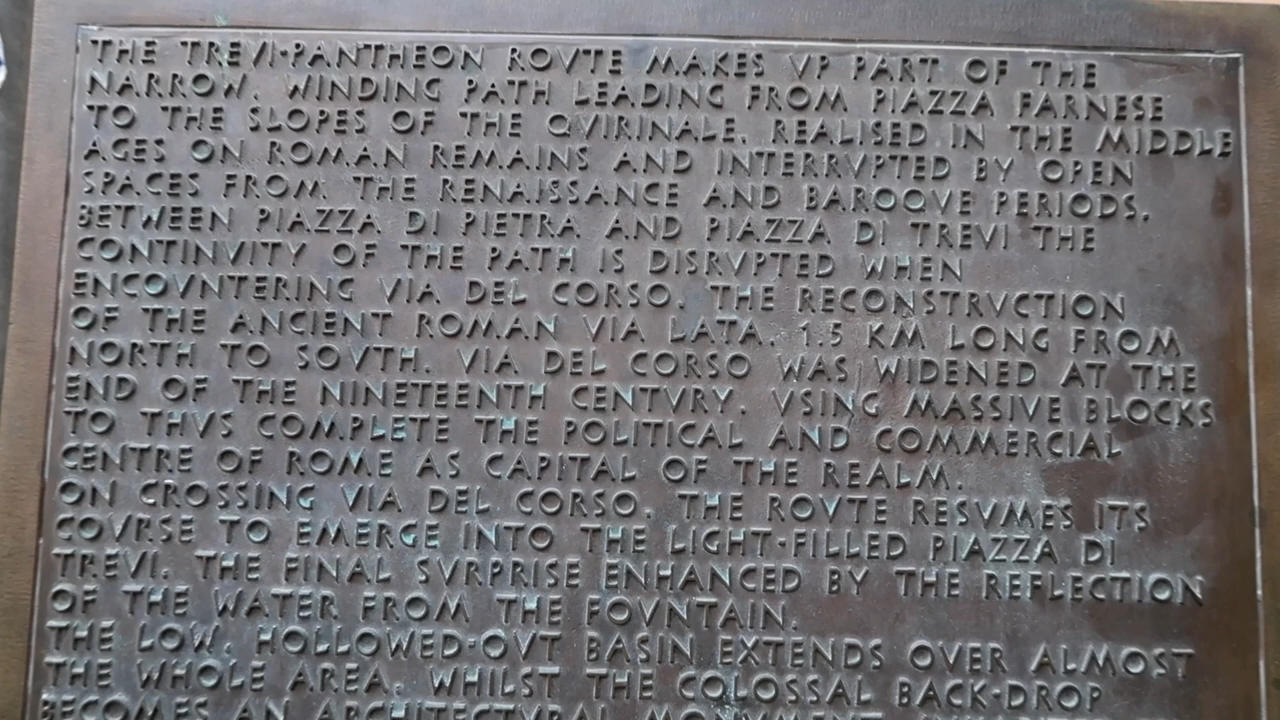 THE TREVI·PANTHEON ROVTE MAKES VP PART OF THE
NARROW, WINDING PATH LEADING FROM PIAZZA FARNESE
TO THE SLOPES OF THE QVIRINALE, REALISED IN THE MIDDLE
AGES ON ROMAN REMAINS AND INTERRVPTED BY OPEN
SPACES FROM THE RENAISSANCE AND BAROQVE PERIODS.
BETWEEN PIAZZA DI PIETRA AND PIAZZA DI TREVI THE
CONTINVITY OF THE PATH IS DISRVPTED WHEN
ENCOVNTERING VIA DEL CORSO. THE RECONSTRVCTION
OF THE ANCIENT ROMAN VIA LATA. 1.5 KM LONG FROM
NORTH TO SOVTH. VIA DEL CORSO WAS WIDENED AT THE
END OF THE NINETEENTH CENTVRY. VSING MASSIVE BLOCKS
TO THVS COMPLETE THE POLITICAL AND COMMERCIAL
CENTRE OF ROME AS CAPITAL OF THE REALM.
ON CROSSING VIA DEL CORSO. THE ROVTE RESVMES ITS
COVRSE TO EMERGE INTO THE LIGHT-FILLED PIAZZA DI
TREVI. THE FINAL SVRPRISE ENHANCED BY THE REFLECTION
OF THE WATER FROM THE FOVNTAIN.
THE LOW. HOLLOWED-OVT BASIN EXTENDS OVER ALMOST
THE WHOLE AREA. WHILST THE COLOSSAL BACK-DROP
BECOMES AN ARCHITECTVRAL MONVMENT